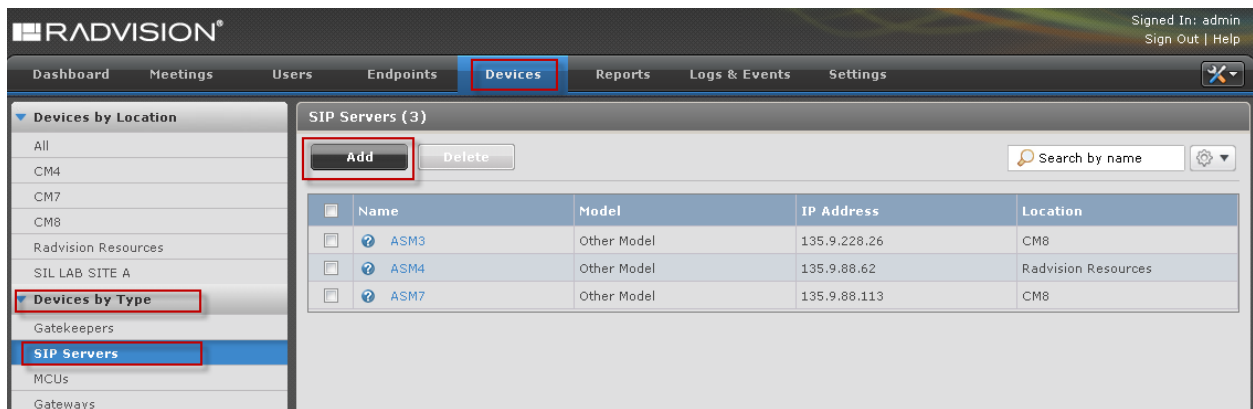 RADVISION®
Signed In: admin
Sign Out | Help
Dashboard Meetings Users Endpoints Devices Reports Logs & Events Settings
Devices by Location
All
CM4
CM7
CM8
Radvision Resources
SIL LAB SITE A
Devices by Type
Gatekeepers
SIP Servers
MCUs
Gateways
SIP Servers (3)
Add Delete Search by name
Name Model IP Address Location
ASM3 Other Model 135.9.228.26 CM8
ASM4 Other Model 135.9.88.62 Radvision Resources
ASM7 Other Model 135.9.88.113 CM8